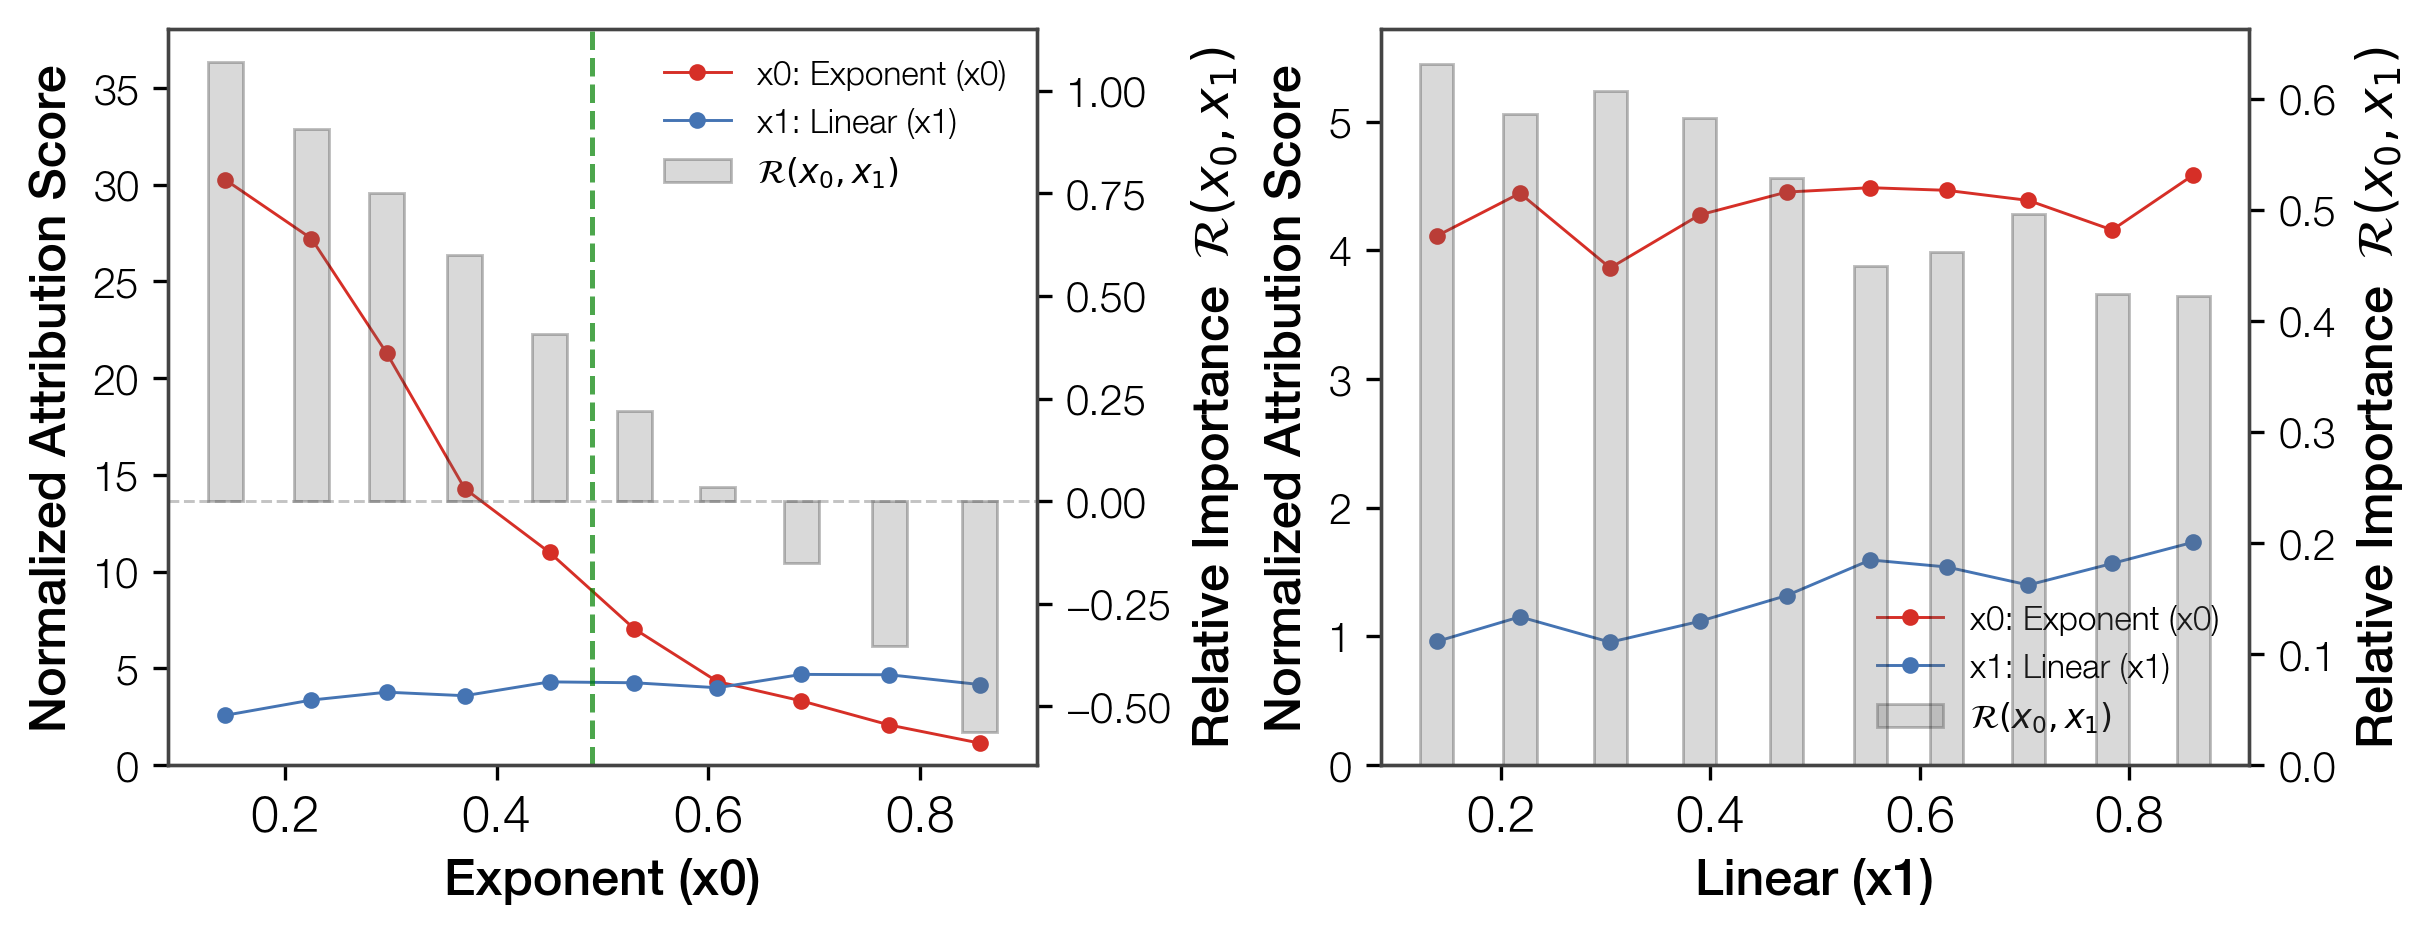 Normalized Attribution Score
35
30
25
20
15
10
5
0
x0: Exponent (x0)
x1: Linear (x1)
ℛ(x₀, x₁)
1.00
0.75
0.50
0.25
0.00
−0.25
−0.50
Relative Importance ℛ(x₀, x₁)
0.2 0.4 0.6 0.8
Exponent (x0)
Normalized Attribution Score
5
4
3
2
1
0
x0: Exponent (x0)
x1: Linear (x1)
ℛ(x₀, x₁)
0.6
0.5
0.4
0.3
0.2
0.1
0.0
Relative Importance ℛ(x₀, x₁)
0.2 0.4 0.6 0.8
Linear (x1)